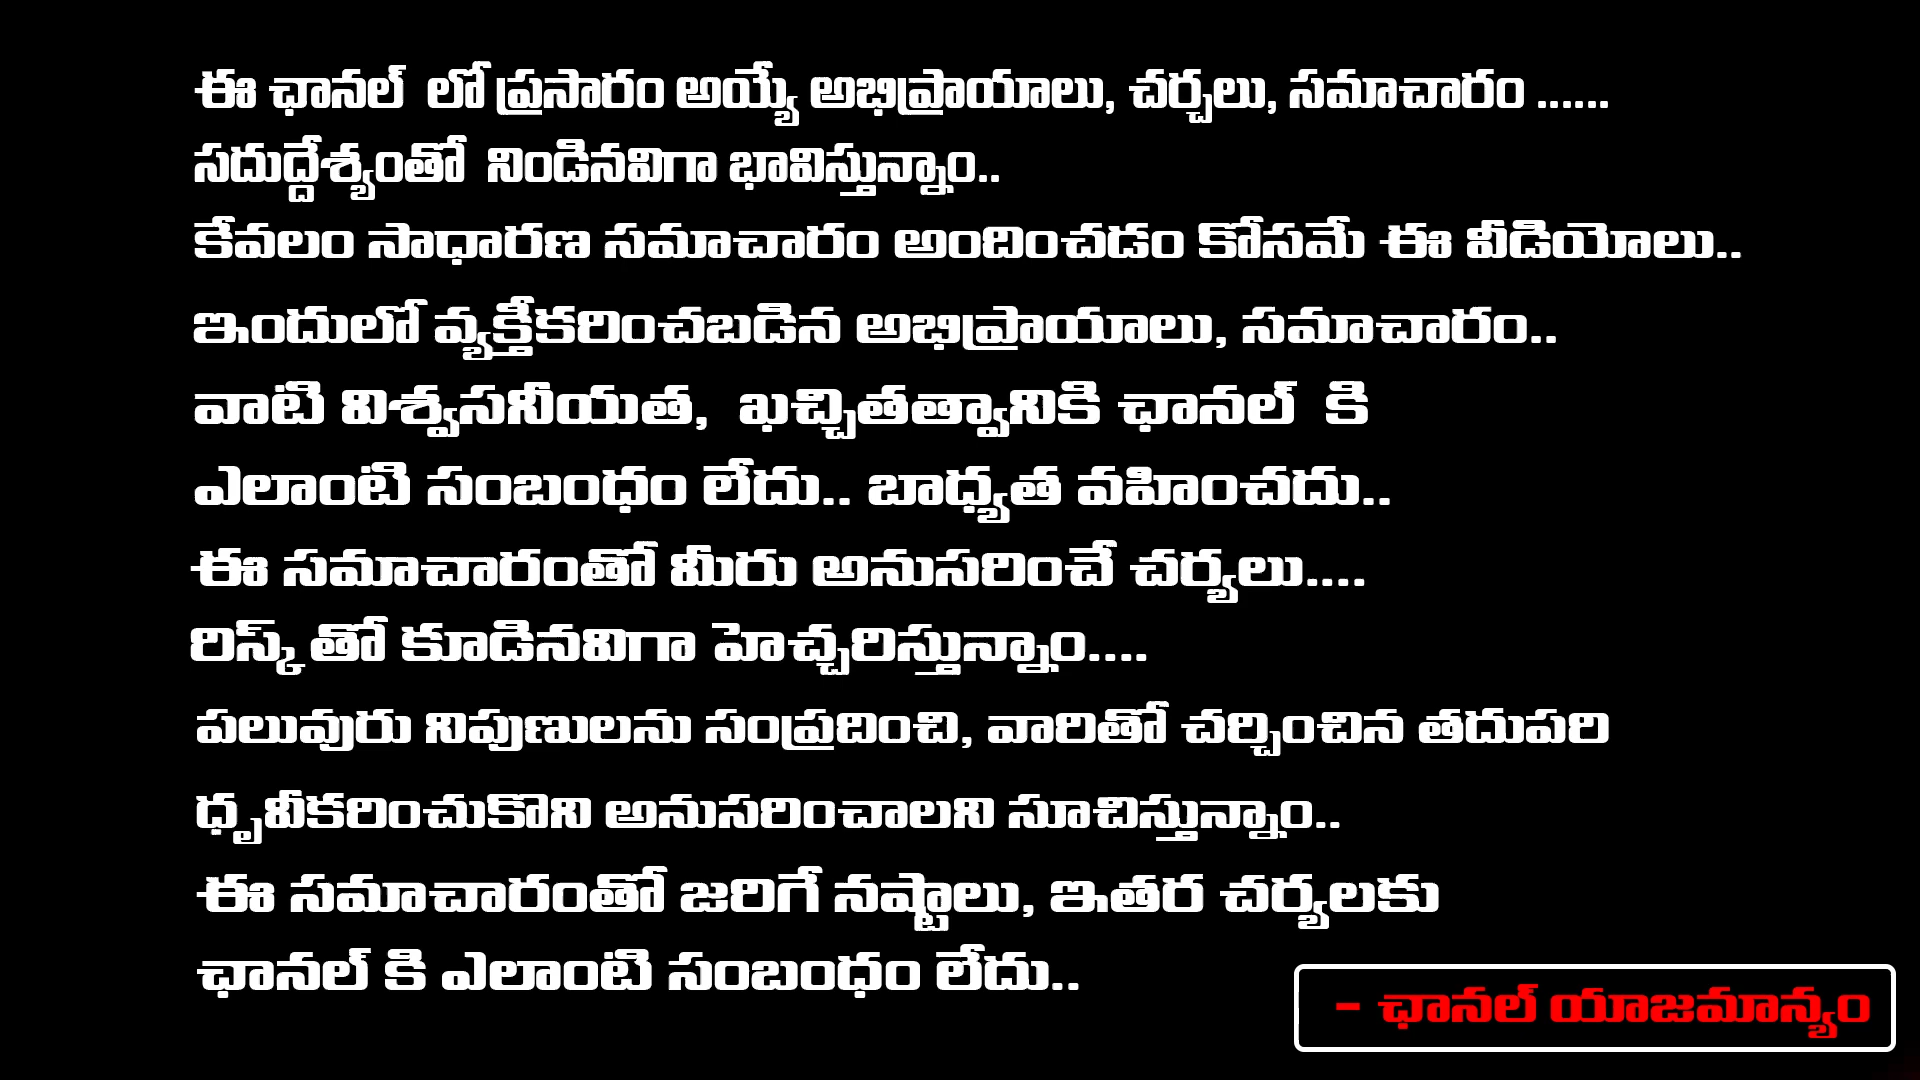 ఈ ఛానల్ లో ప్రసారం అయ్యే అభిప్రాయాలు, చర్చలు, సమాచారం ......
సదుద్దేశ్యంతో నిండినవిగా భావిస్తున్నాం..
కేవలం సాధారణ సమాచారం అందించడం కోసమే ఈ వీడియోలు..
ఇందులో వ్యక్తీకరించబడిన అభిప్రాయాలు, సమాచారం..
వాటి విశ్వసనీయత, ఖచ్చితత్వానికి ఛానల్ కి
ఎలాంటి సంబంధం లేదు.. బాధ్యత వహించదు..
ఈ సమాచారంతో మీరు అనుసరించే చర్యలు....
రిస్క్ తో కూడినవిగా హెచ్చరిస్తున్నాం....
పలువురు నిపుణులను సంప్రదించి, వారితో చర్చించిన తదుపరి
ధృవీకరించుకొని అనుసరించాలని సూచిస్తున్నాం..
ఈ సమాచారంతో జరిగే నష్టాలు, ఇతర చర్యలకు
ఛానల్ కి ఎలాంటి సంబంధం లేదు..
- ఛానల్ యాజమాన్యం